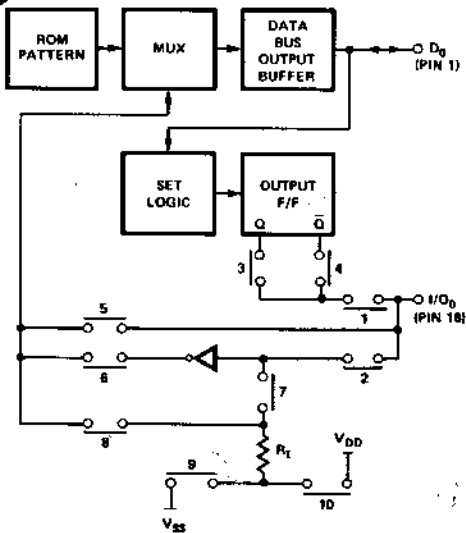 ROM
PATTERN
MUX
DATA
BUS
OUTPUT
BUFFER
D0
(PIN 1)
SET
LOGIC
OUTPUT
F/F
Q
Q̅
3
4
1
I/O0
(PIN 16)
5
6
2
7
8
RI
9
VDD
10
VSS